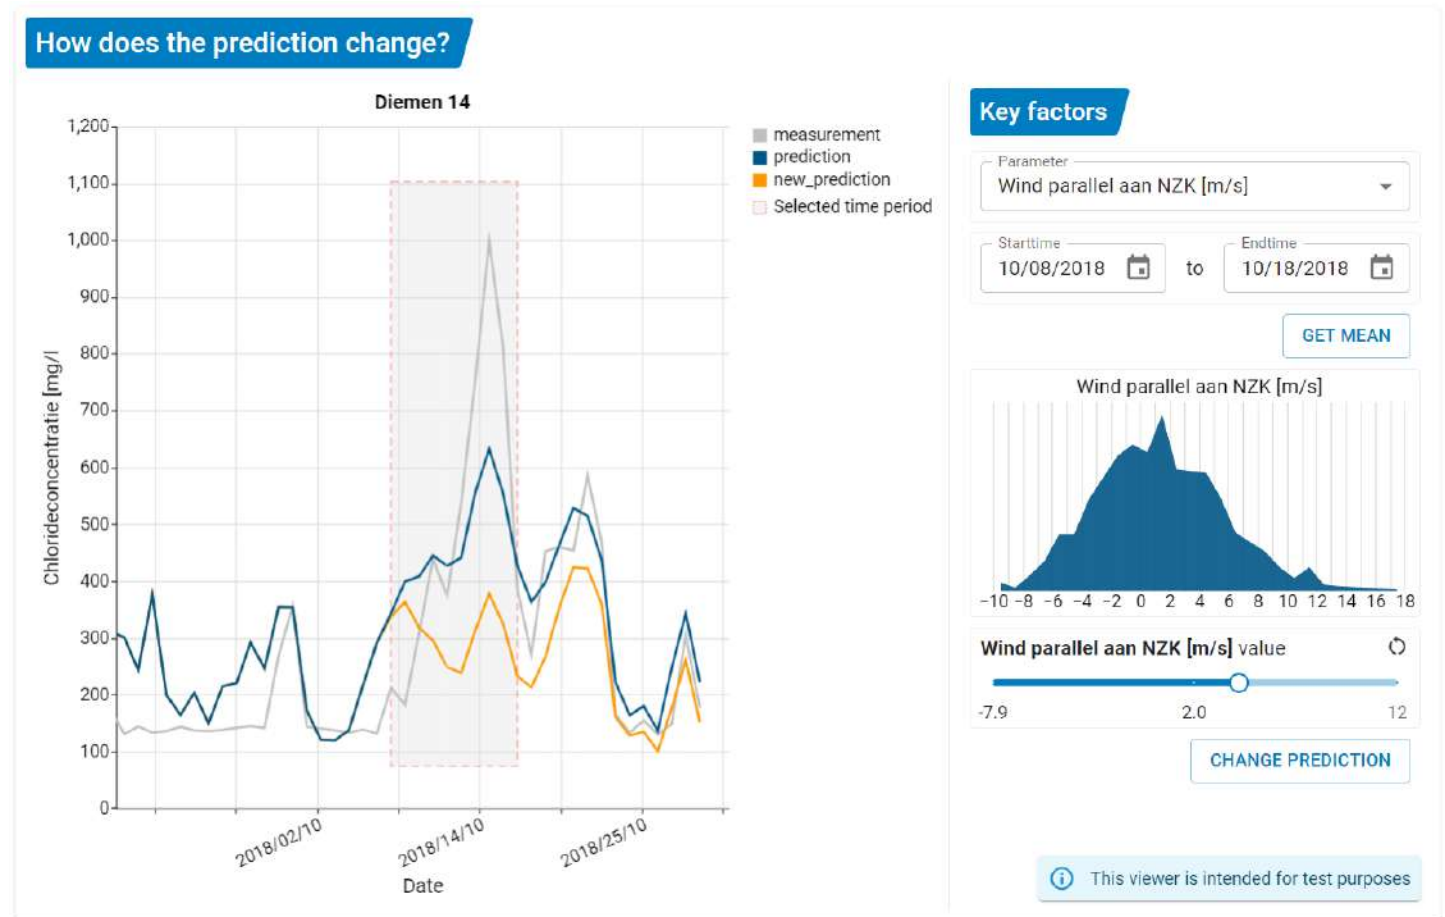 How does the prediction change?
Diemen 14
1,200
1,100
1,000
900
800
700
600
500
400
300
200
100
0
Chlorideconcentratie [mg/l]
2018/02/10
2018/14/10
2018/25/10
Date
measurement
prediction
new_prediction
Selected time period
Key factors
Parameter
Wind parallel aan NZK [m/s]
Starttime
10/08/2018
to
Endtime
10/18/2018
GET MEAN
Wind parallel aan NZK [m/s]
−10 −8 −6 −4 −2 0 2 4 6 8 10 12 14 16 18
Wind parallel aan NZK [m/s] value
-7.9 2.0 12
CHANGE PREDICTION
This viewer is intended for test purposes